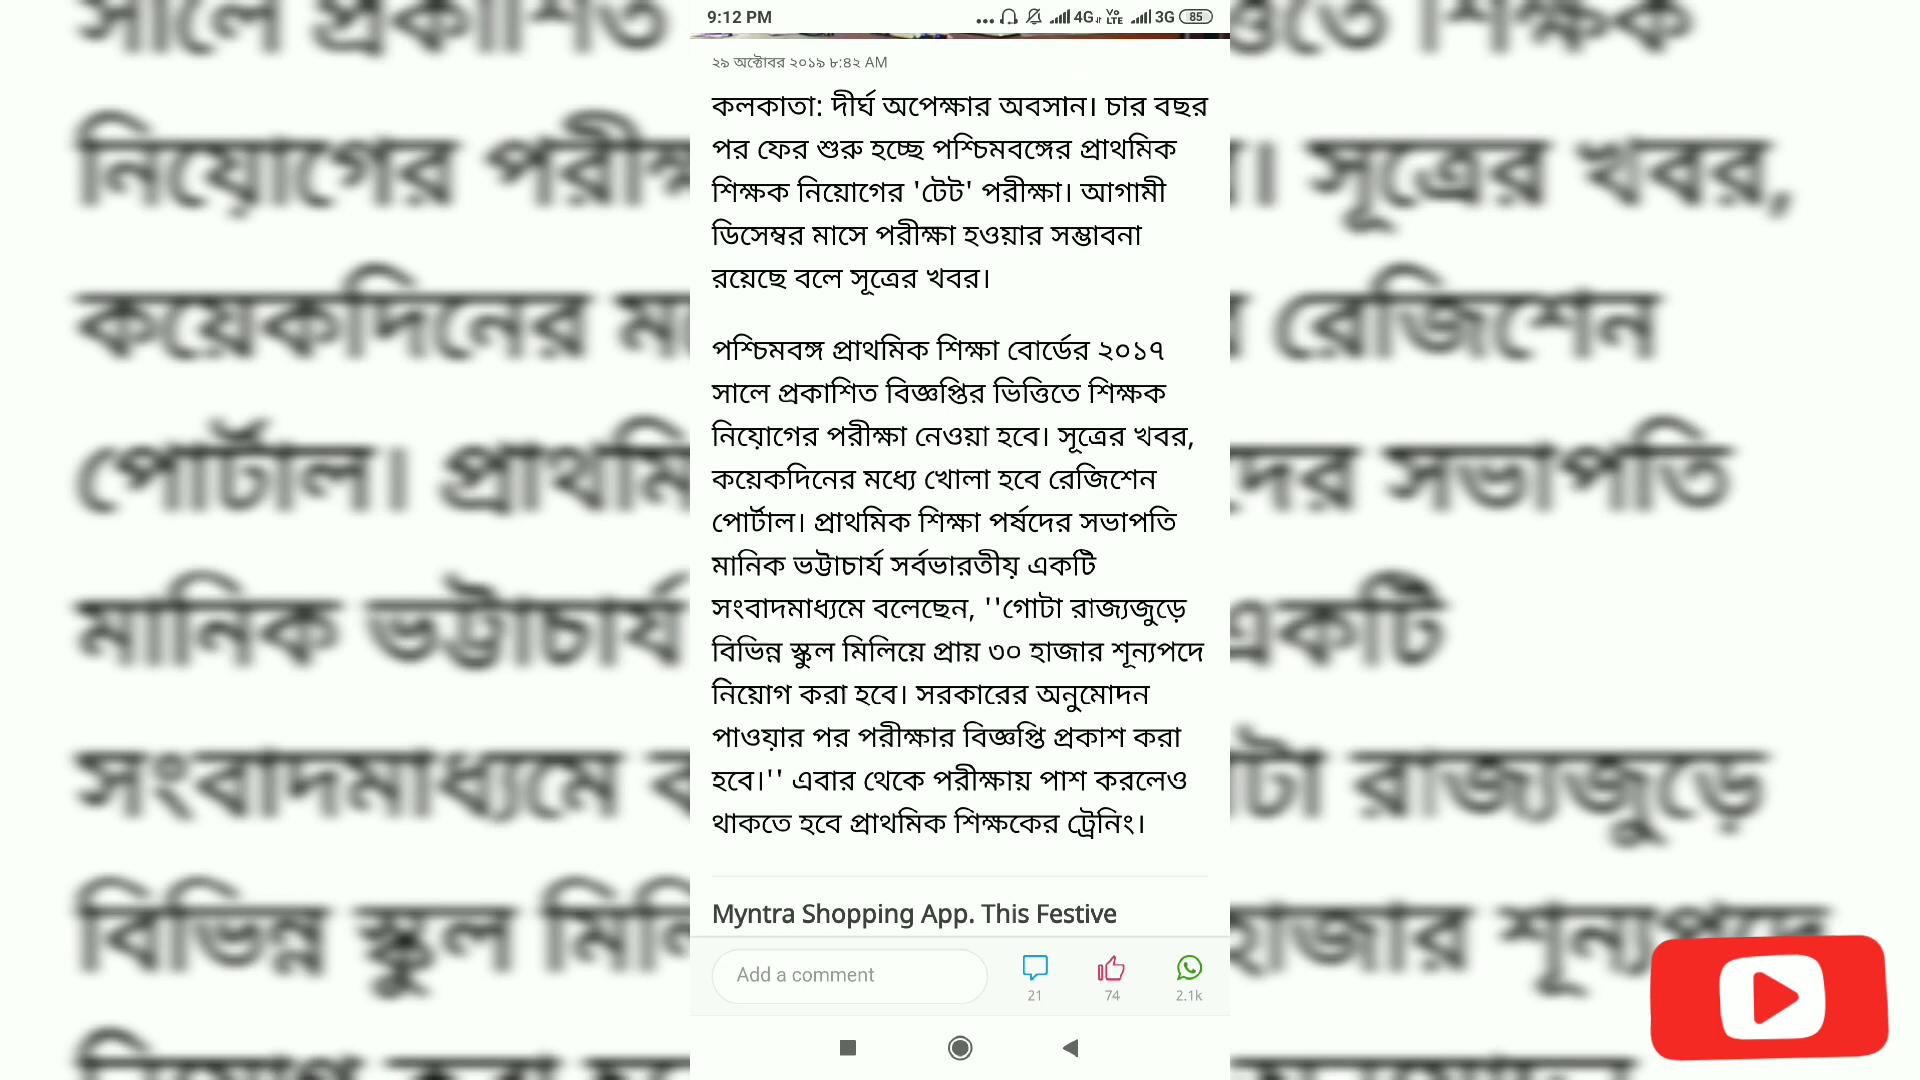 9:12 PM
... 4G Vo LTE 3G 85
২৯ অক্টোবর ২০১৯ ৮:৪২ AM
কলকাতা: দীর্ঘ অপেক্ষার অবসান। চার বছর
পর ফের শুরু হচ্ছে পশ্চিমবঙ্গের প্রাথমিক
শিক্ষক নিয়োগের 'টেট' পরীক্ষা। আগামী
ডিসেম্বর মাসে পরীক্ষা হওয়ার সম্ভাবনা
রয়েছে বলে সূত্রের খবর।
পশ্চিমবঙ্গ প্রাথমিক শিক্ষা বোর্ডের ২০১৭
সালে প্রকাশিত বিজ্ঞপ্তির ভিত্তিতে শিক্ষক
নিয়োগের পরীক্ষা নেওয়া হবে। সূত্রের খবর,
কয়েকদিনের মধ্যে খোলা হবে রেজিশেন
পোর্টাল। প্রাথমিক শিক্ষা পর্ষদের সভাপতি
মানিক ভট্টাচার্য সর্বভারতীয় একটি
সংবাদমাধ্যমে বলেছেন, ''গোটা রাজ্যজুড়ে
বিভিন্ন স্কুল মিলিয়ে প্রায় ৩০ হাজার শূন্যপদে
নিয়োগ করা হবে। সরকারের অনুমোদন
পাওয়ার পর পরীক্ষার বিজ্ঞপ্তি প্রকাশ করা
হবে।'' এবার থেকে পরীক্ষায় পাশ করলেও
থাকতে হবে প্রাথমিক শিক্ষকের ট্রেনিং।
Myntra Shopping App. This Festive
Add a comment
21 74 2.1k